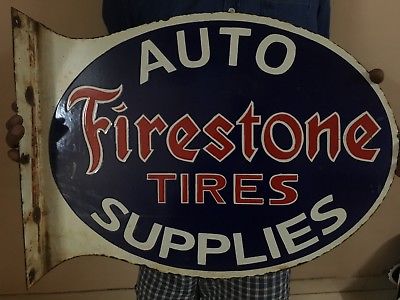 AUTO
Firestone
TIRES
SUPPLIES